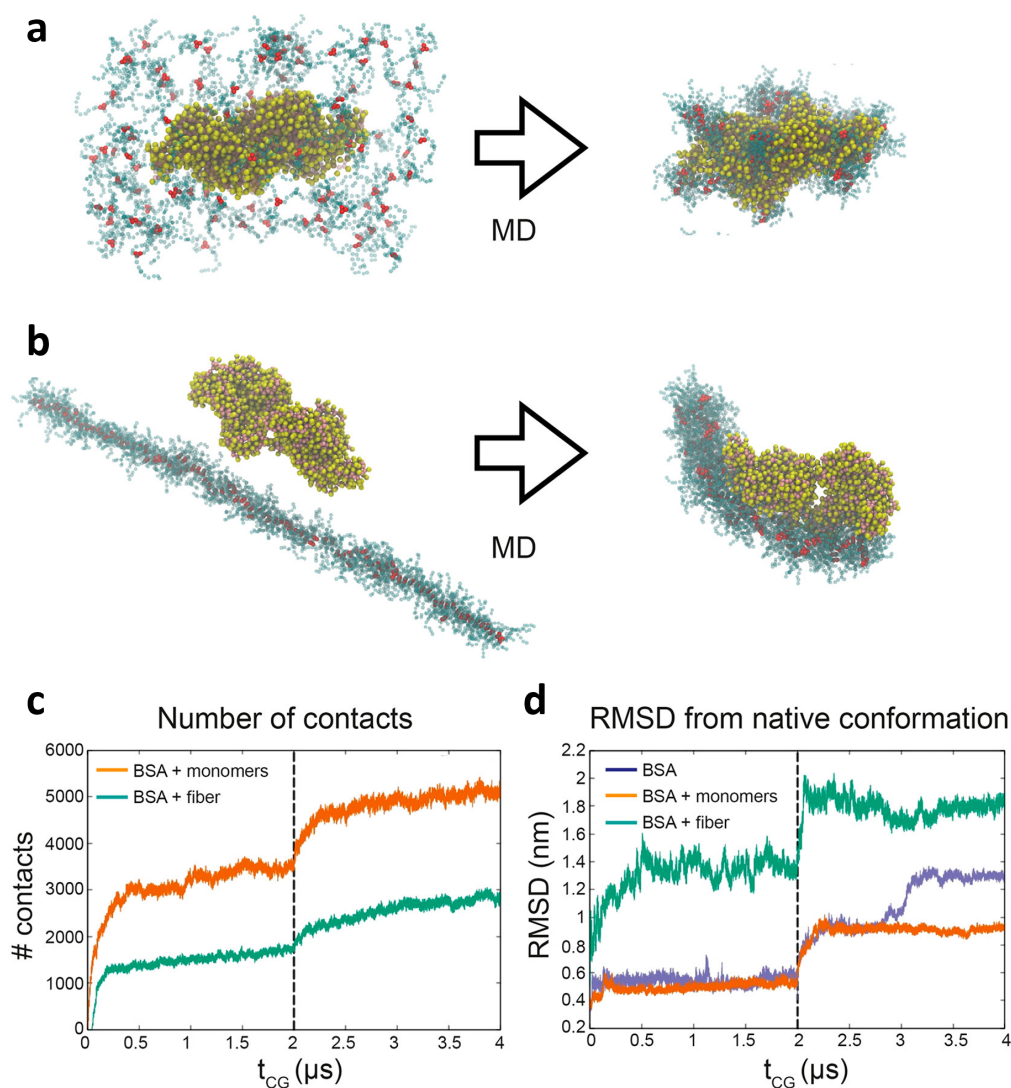 a
MD
b
MD
c
Number of contacts
6000
5000
4000
3000
2000
1000
0
# contacts
BSA + monomers
BSA + fiber
0 0.5 1 1.5 2 2.5 3 3.5 4
t_CG (μs)
d
RMSD from native conformation
2.2
2
1.8
1.6
1.4
1.2
1
0.8
0.6
0.4
0.2
RMSD (nm)
BSA
BSA + monomers
BSA + fiber
0 0.5 1 1.5 2 2.5 3 3.5 4
t_CG (μs)